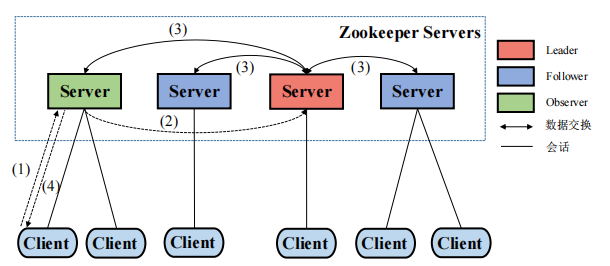 Zookeeper Servers
(3)
(3)
(3)
Server
Server
Server
Server
(2)
(1)
(4)
Client
Client
Client
Client
Client
Client
Leader
Follower
Observer
数据交换
会话